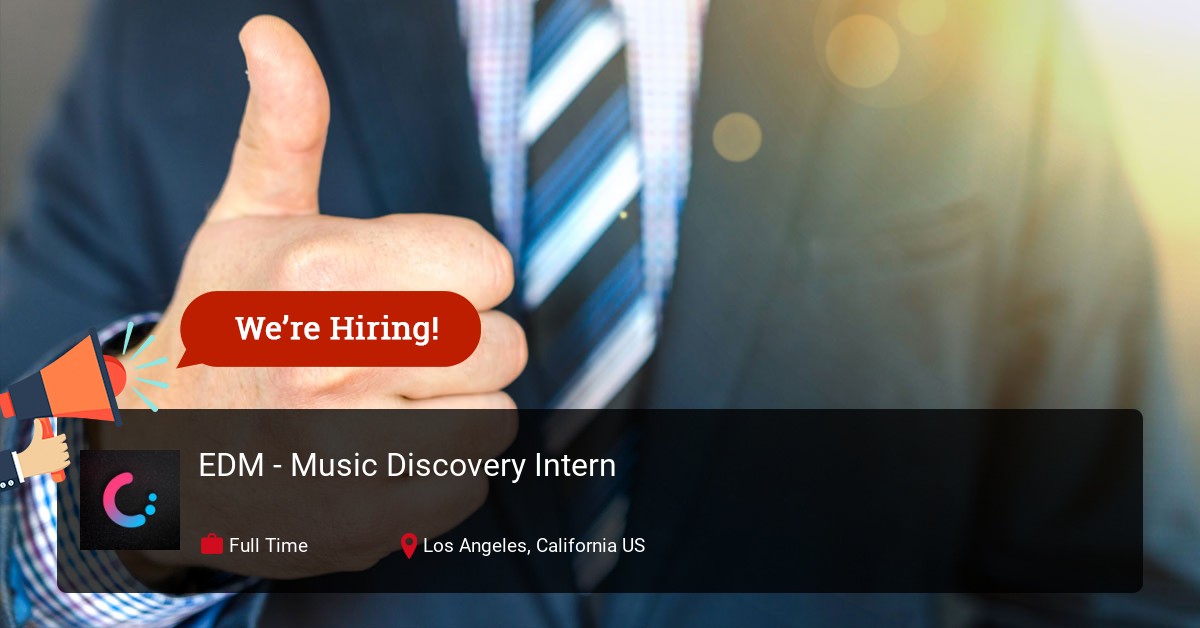 We're Hiring!
EDM - Music Discovery Intern
Full Time
Los Angeles, California US